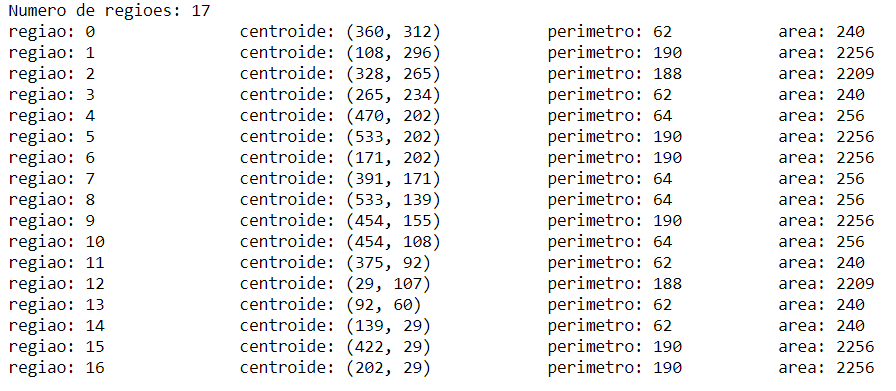 Numero de regioes: 17
regiao: 0 centroide: (360, 312) perimetro: 62 area: 240
regiao: 1 centroide: (108, 296) perimetro: 190 area: 2256
regiao: 2 centroide: (328, 265) perimetro: 188 area: 2209
regiao: 3 centroide: (265, 234) perimetro: 62 area: 240
regiao: 4 centroide: (470, 202) perimetro: 64 area: 256
regiao: 5 centroide: (533, 202) perimetro: 190 area: 2256
regiao: 6 centroide: (171, 202) perimetro: 190 area: 2256
regiao: 7 centroide: (391, 171) perimetro: 64 area: 256
regiao: 8 centroide: (533, 139) perimetro: 64 area: 256
regiao: 9 centroide: (454, 155) perimetro: 190 area: 2256
regiao: 10 centroide: (454, 108) perimetro: 64 area: 256
regiao: 11 centroide: (375, 92) perimetro: 62 area: 240
regiao: 12 centroide: (29, 107) perimetro: 188 area: 2209
regiao: 13 centroide: (92, 60) perimetro: 62 area: 240
regiao: 14 centroide: (139, 29) perimetro: 62 area: 240
regiao: 15 centroide: (422, 29) perimetro: 190 area: 2256
regiao: 16 centroide: (202, 29) perimetro: 190 area: 2256